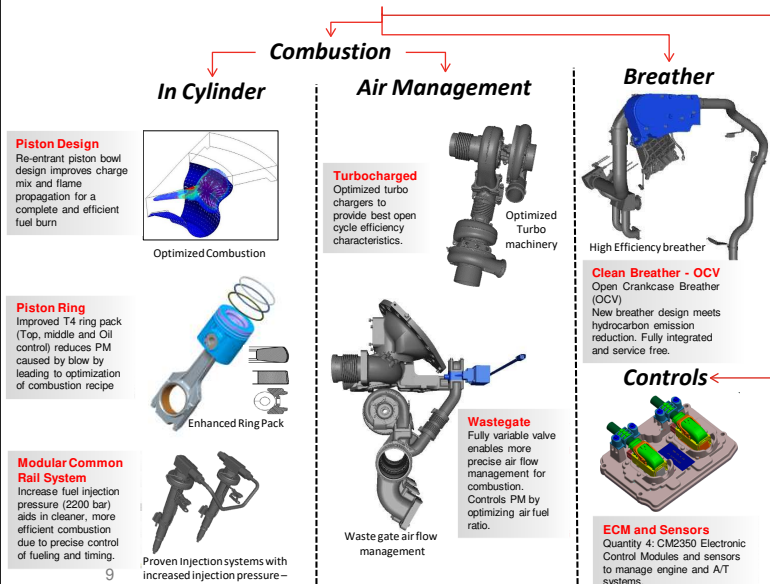 Combustion
In Cylinder
Piston Design
Re-entrant piston bowl
design improves charge
mix and flame
propagation for a
complete and efficient
fuel burn
Optimized Combustion
Piston Ring
Improved T4 ring pack
(Top, middle and Oil
control) reduces PM
caused by blow by
leading to optimization
of combustion recipe
Enhanced Ring Pack
Modular Common
Rail System
Increase fuel injection
pressure (2200 bar)
aids in cleaner, more
efficient combustion
due to precise control
of fueling and timing.
Proven Injection systems with
increased injection pressure –
9
Air Management
Turbocharged
Optimized turbo
chargers to
provide best open
cycle efficiency
characteristics.
Optimized
Turbo
machinery
Wastegate
Fully variable valve
enables more
precise air flow
management for
combustion.
Controls PM by
optimizing air fuel
ratio.
Waste gate air flow
management
Breather
High Efficiency breather
Clean Breather - OCV
Open Crankcase Breather
(OCV)
New breather design meets
hydrocarbon emission
reduction. Fully integrated
and service free.
Controls
ECM and Sensors
Quantity 4: CM2350 Electronic
Control Modules and sensors
to manage engine and A/T
systems